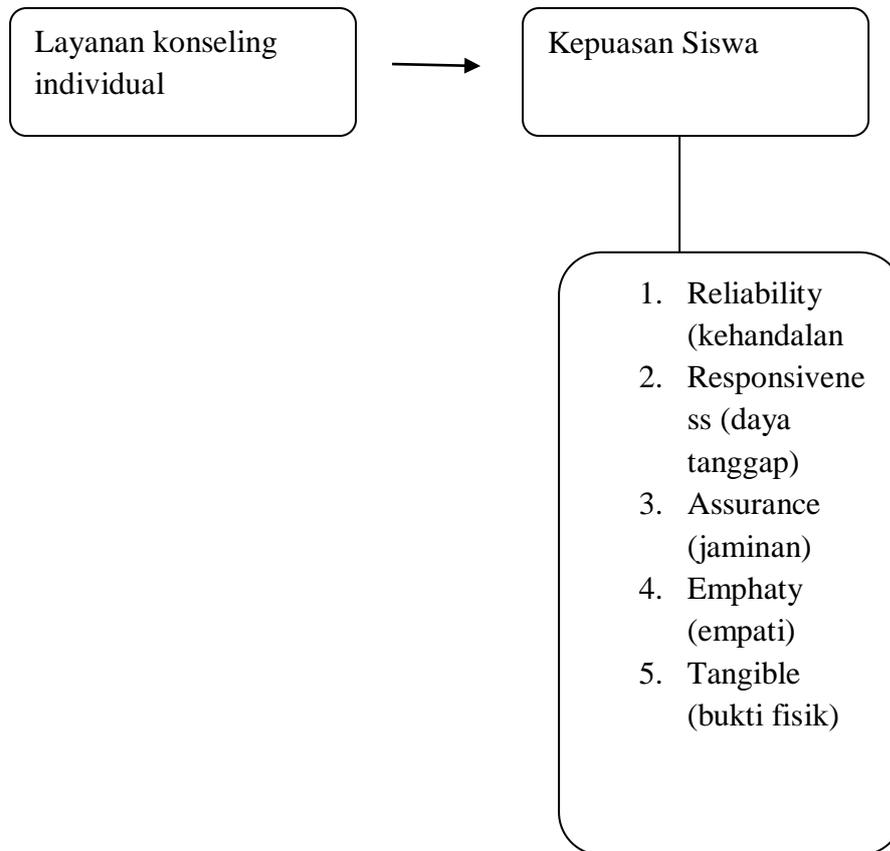 Layanan konseling
individual
Kepuasan Siswa
1. Reliability
(kehandalan
2. Responsivene
ss (daya
tanggap)
3. Assurance
(jaminan)
4. Emphaty
(empati)
5. Tangible
(bukti fisik)